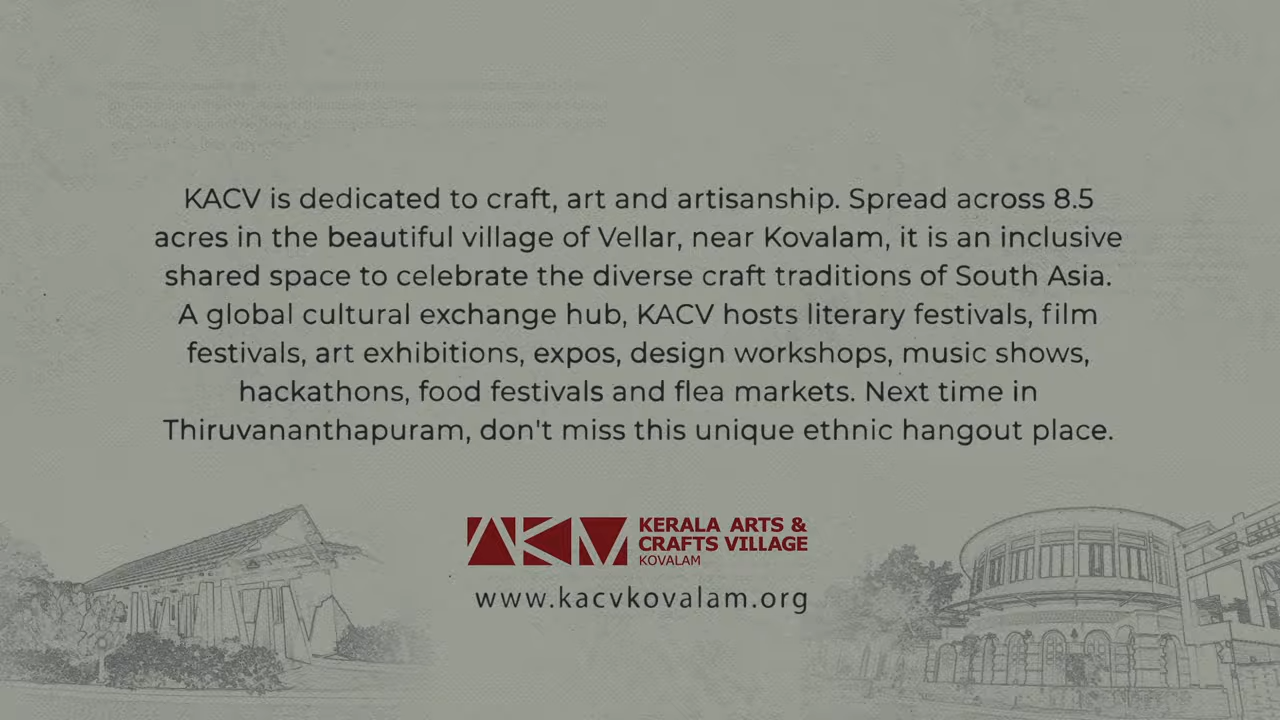 KACV is dedicated to craft, art and artisanship. Spread across 8.5
acres in the beautiful village of Vellar, near Kovalam, it is an inclusive
shared space to celebrate the diverse craft traditions of South Asia.
A global cultural exchange hub, KACV hosts literary festivals, film
festivals, art exhibitions, expos, design workshops, music shows,
hackathons, food festivals and flea markets. Next time in
Thiruvananthapuram, don't miss this unique ethnic hangout place.
KERALA ARTS &
CRAFTS VILLAGE
KOVALAM
www.kacvkovalam.org